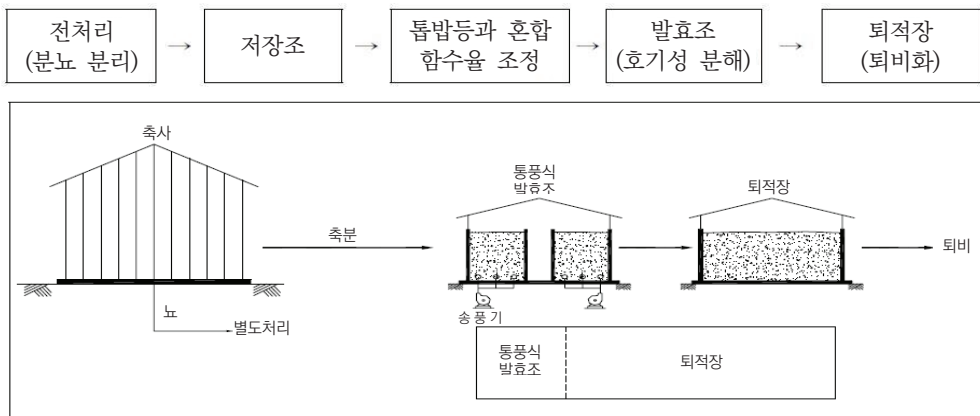 전처리
(분뇨 분리)
저장조
톱밥등과 혼합
함수율 조정
발효조
(호기성 분해)
퇴적장
(퇴비화)
축사
통풍식
발효조
퇴적장
축분
퇴비
뇨
별도처리
송풍기
통풍식
발효조
퇴적장